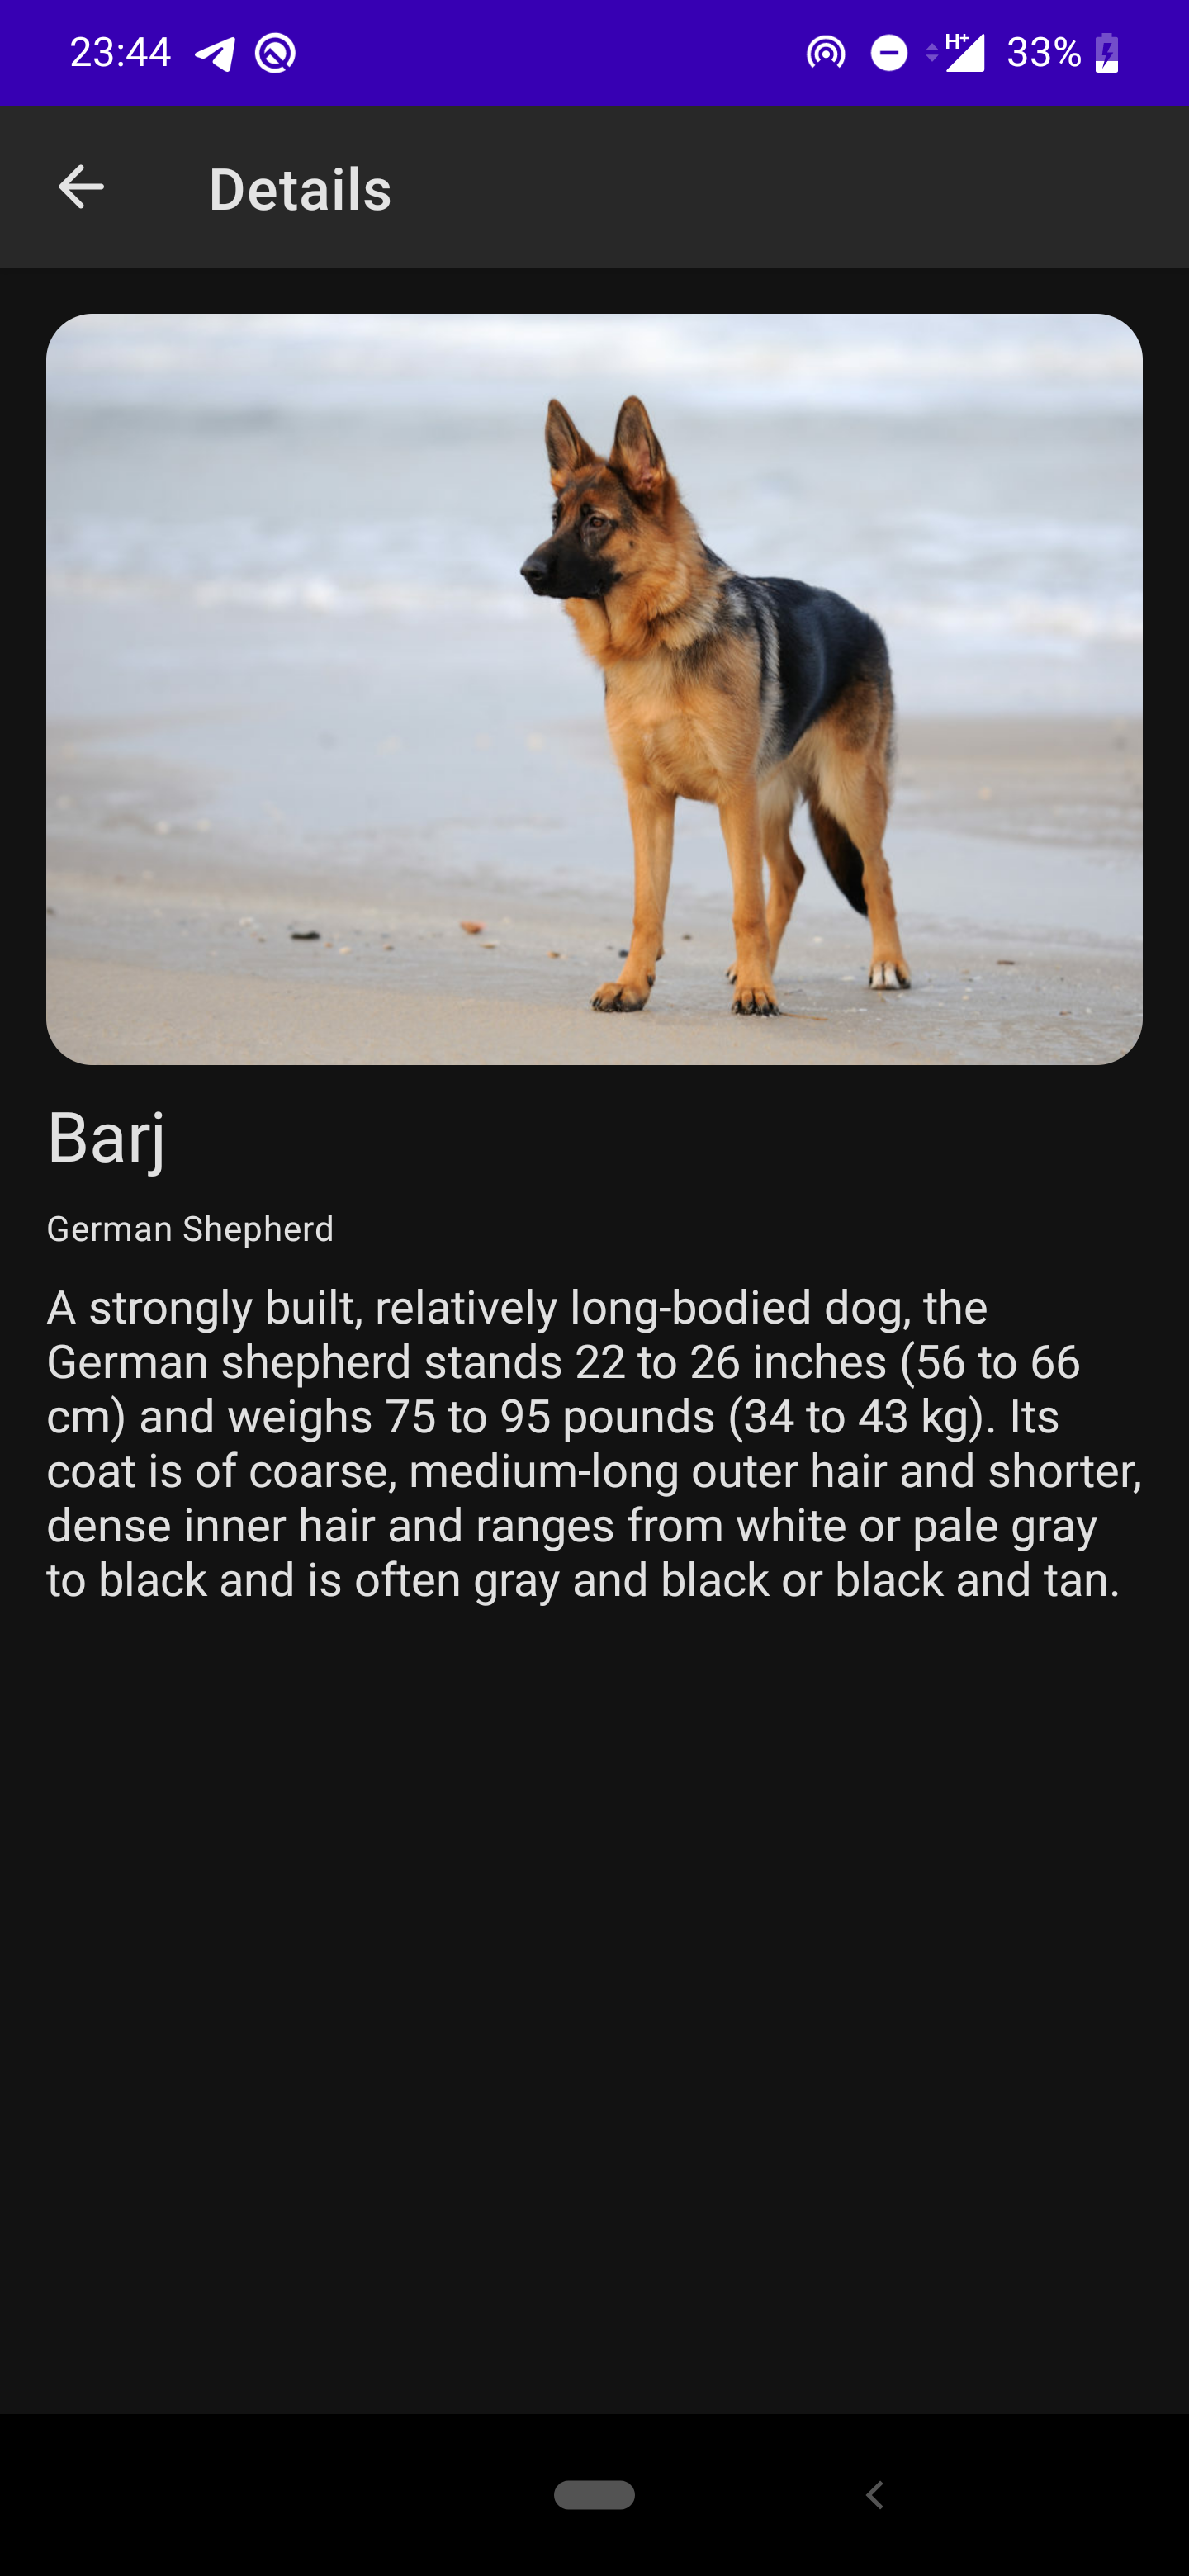 23:44 H+ 33%
Details
Barj
German Shepherd
A strongly built, relatively long-bodied dog, the
German shepherd stands 22 to 26 inches (56 to 66
cm) and weighs 75 to 95 pounds (34 to 43 kg). Its
coat is of coarse, medium-long outer hair and shorter,
dense inner hair and ranges from white or pale gray
to black and is often gray and black or black and tan.